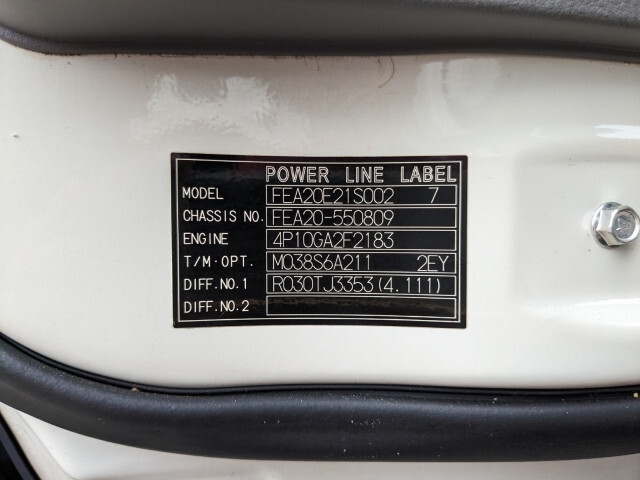 POWER LINE LABEL
MODEL FEA20E21S002 7
CHASSIS NO. FEA20-550809
ENGINE 4P10GA2F2183
T/M·OPT. M038S6A211 2EY
DIFF.NO.1 R030TJ3353(4.111)
DIFF.NO.2